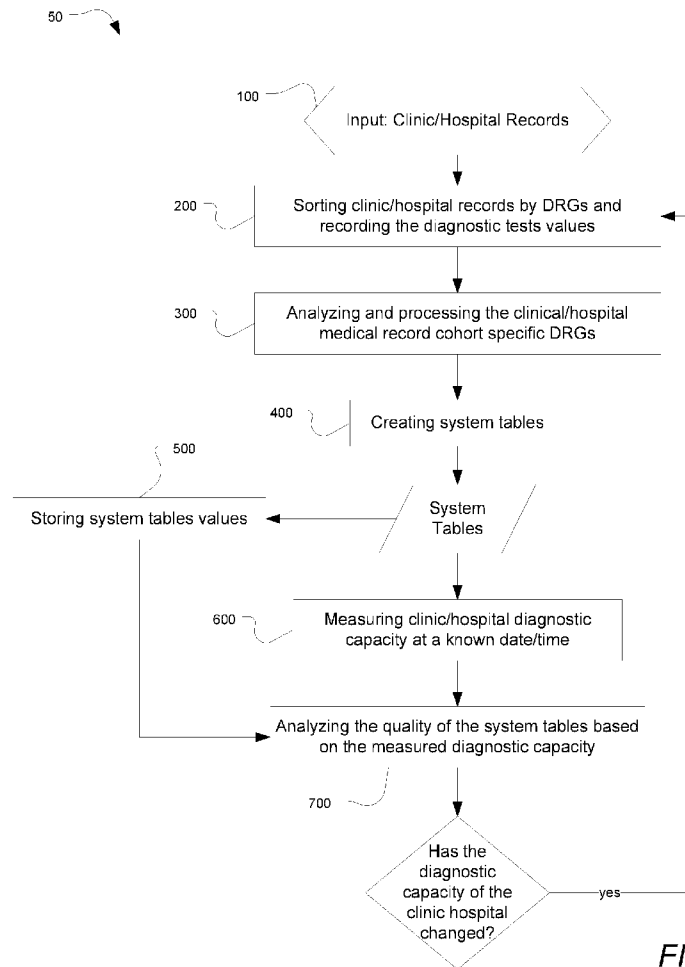 50
100
Input: Clinic/Hospital Records
200
Sorting clinic/hospital records by DRGs and
recording the diagnostic tests values
300
Analyzing and processing the clinical/hospital
medical record cohort specific DRGs
400
Creating system tables
500
Storing system tables values
System
Tables
600
Measuring clinic/hospital diagnostic
capacity at a known date/time
Analyzing the quality of the system tables based
on the measured diagnostic capacity
700
Has the
diagnostic
capacity of the
clinic hospital
changed?
yes
FI